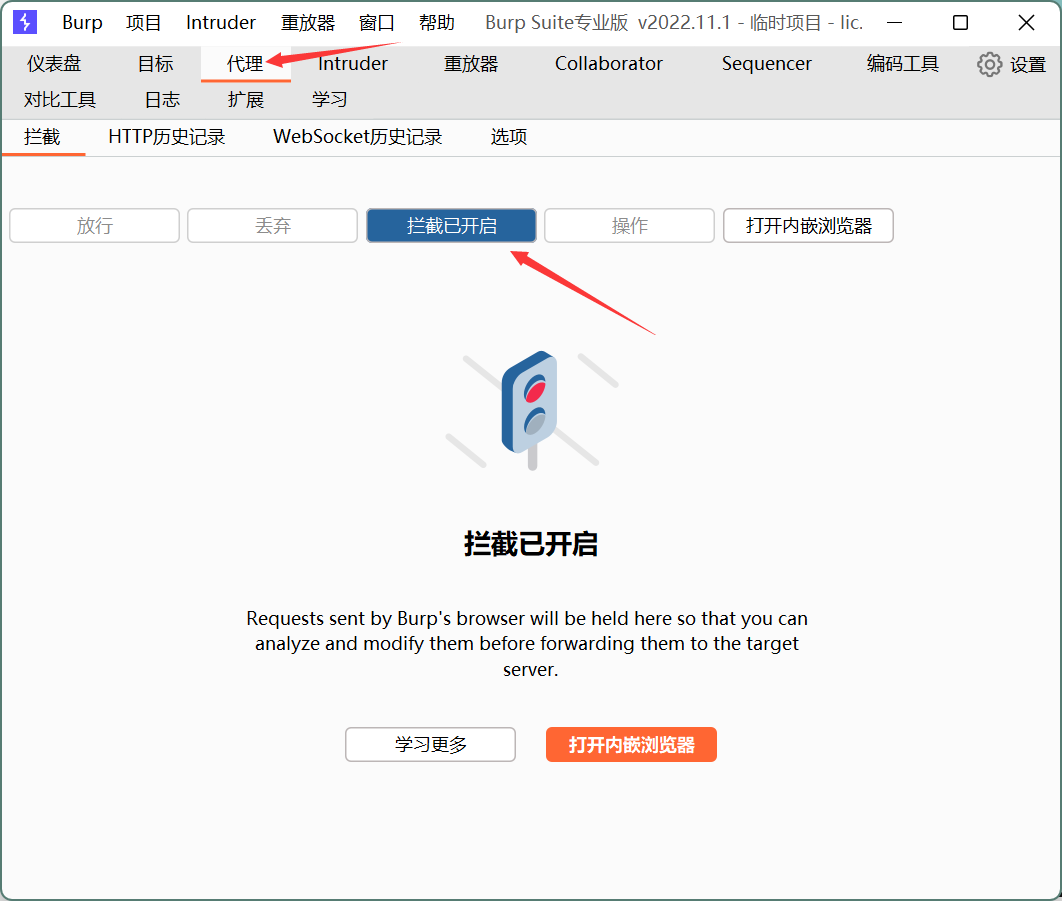 Burp 项目 Intruder 重放器 窗口 帮助 Burp Suite专业版 v2022.11.1 - 临时项目 - lic.
仪表盘 目标 代理 Intruder 重放器 Collaborator Sequencer 编码工具 设置
对比工具 日志 扩展 学习
拦截 HTTP历史记录 WebSocket历史记录 选项
放行 丢弃 拦截已开启 操作 打开内嵌浏览器
拦截已开启
Requests sent by Burp's browser will be held here so that you can
analyze and modify them before forwarding them to the target
server.
学习更多 打开内嵌浏览器